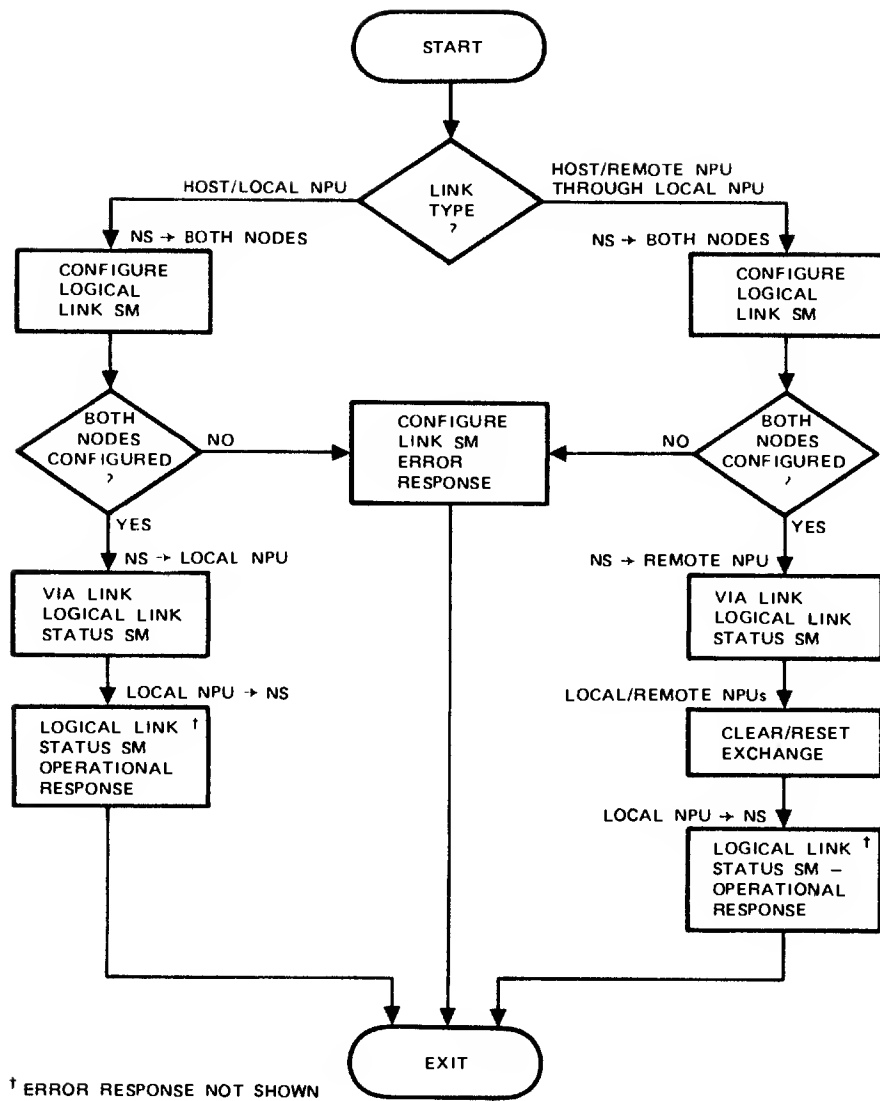 START
LINK
TYPE
?
HOST/LOCAL NPU
HOST/REMOTE NPU
THROUGH LOCAL NPU
NS → BOTH NODES
CONFIGURE
LOGICAL
LINK SM
NS → BOTH NODES
CONFIGURE
LOGICAL
LINK SM
BOTH
NODES
CONFIGURED
?
NO
CONFIGURE
LINK SM
ERROR
RESPONSE
NO
BOTH
NODES
CONFIGURED
?
YES
NS → LOCAL NPU
VIA LINK
LOGICAL LINK
STATUS SM
LOCAL NPU → NS
LOGICAL LINK †
STATUS SM
OPERATIONAL
RESPONSE
YES
NS → REMOTE NPU
VIA LINK
LOGICAL LINK
STATUS SM
LOCAL/REMOTE NPUs
CLEAR/RESET
EXCHANGE
LOCAL NPU → NS
LOGICAL LINK †
STATUS SM –
OPERATIONAL
RESPONSE
EXIT
† ERROR RESPONSE NOT SHOWN